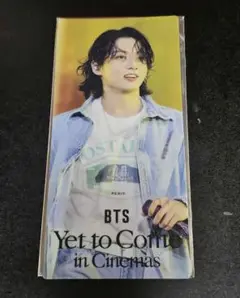 BTS
Yet to Come
in Cinemas